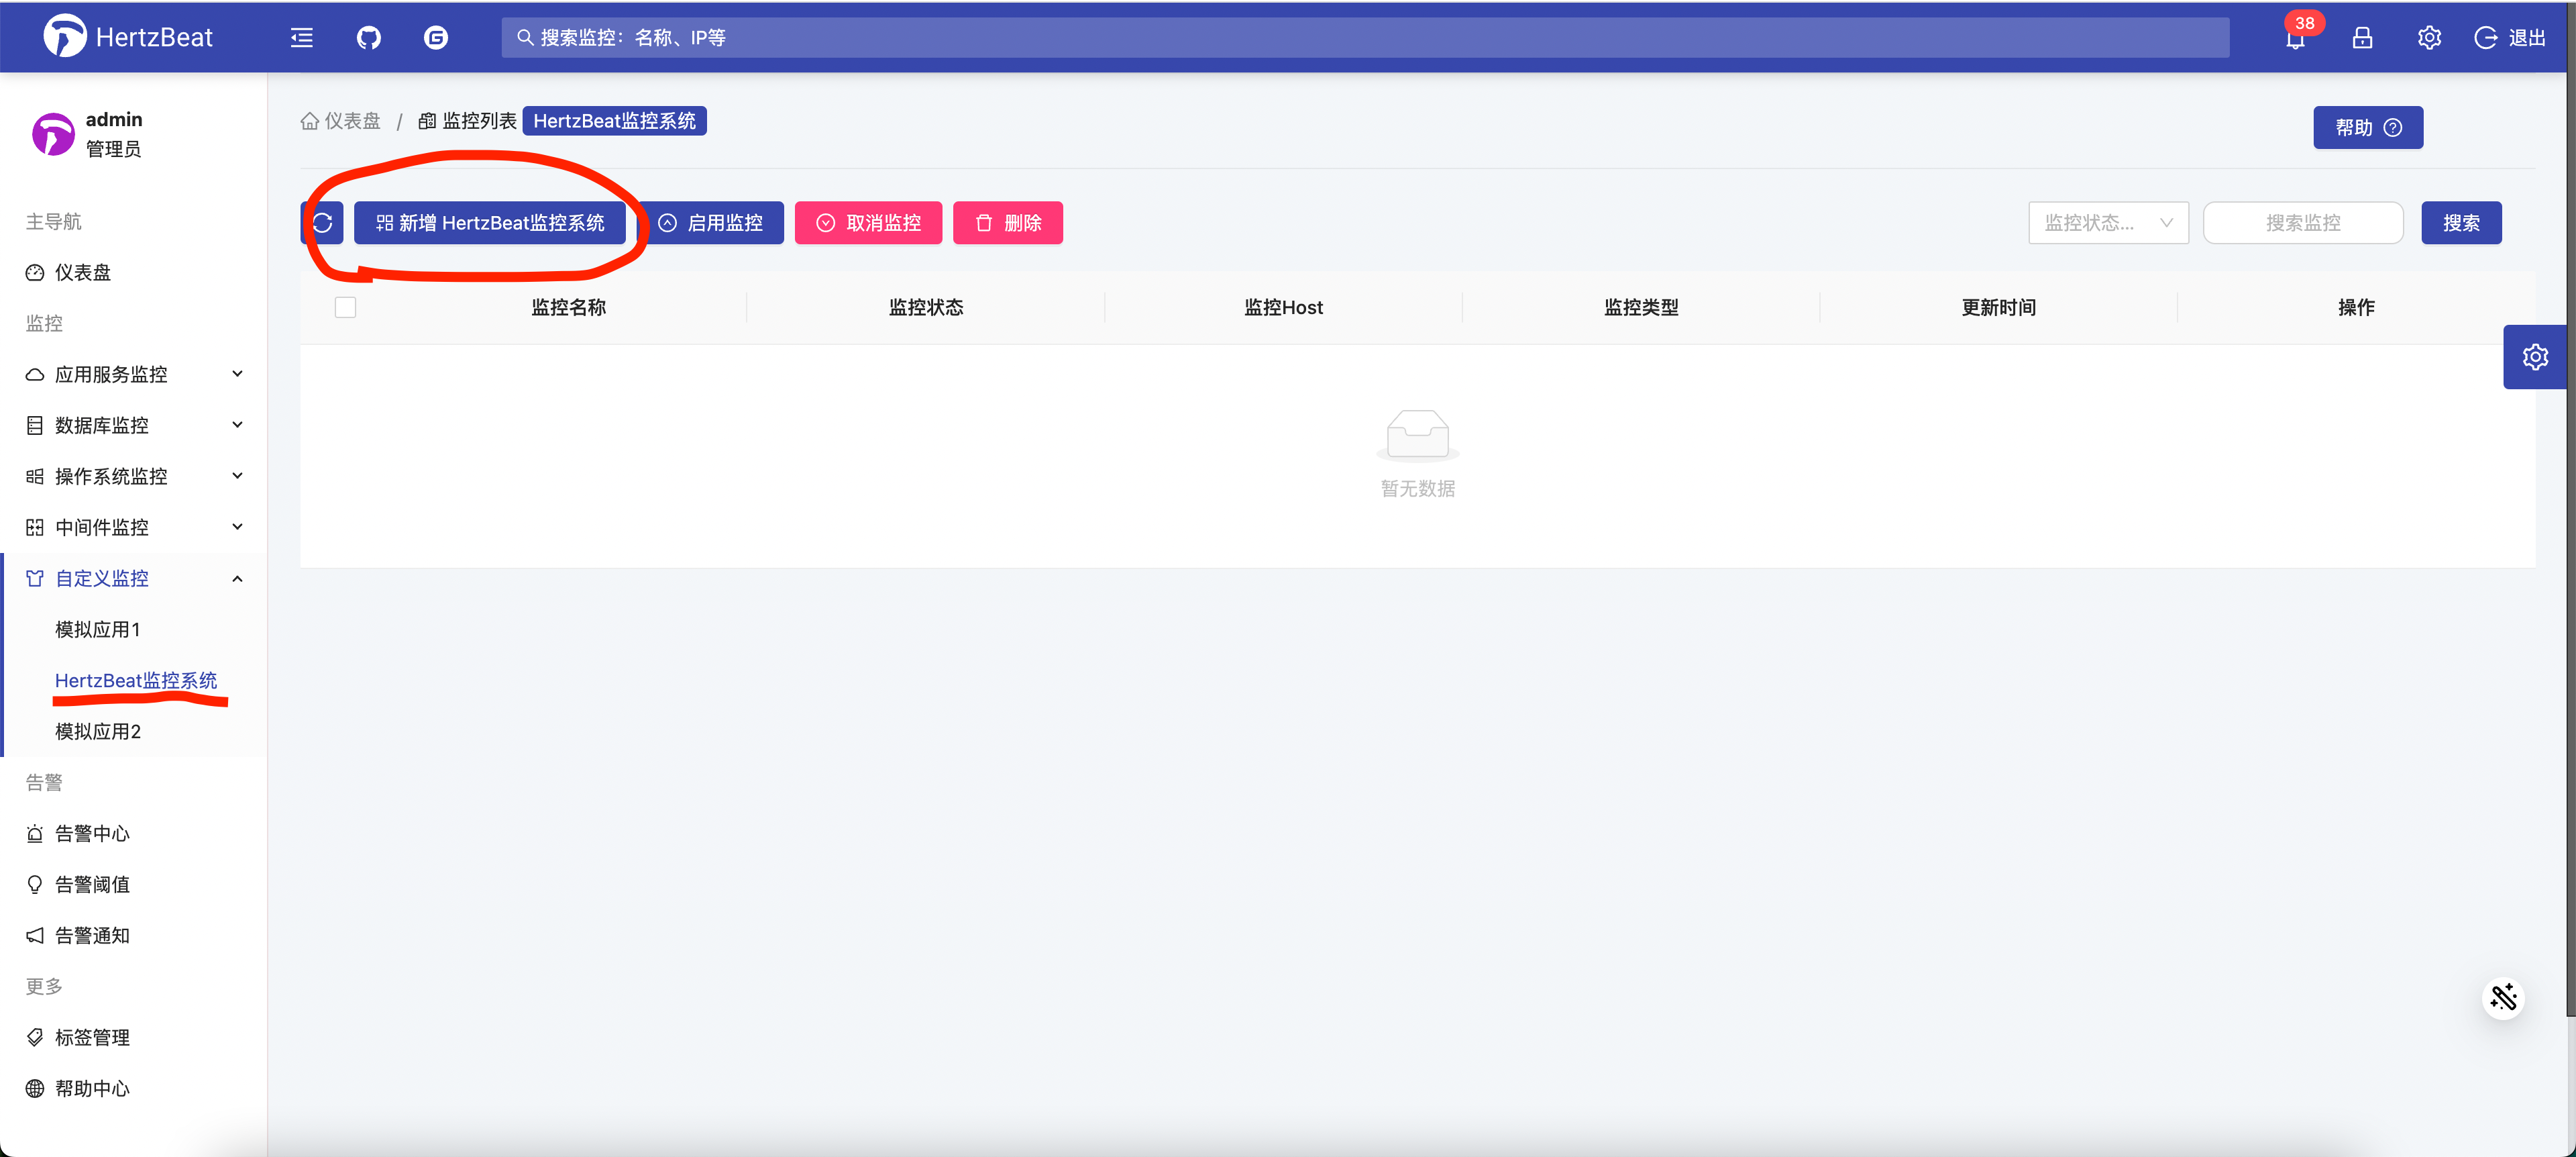 HertzBeat
搜索监控：名称、IP等
38
退出
admin
管理员
主导航
仪表盘
监控
应用服务监控
数据库监控
操作系统监控
中间件监控
自定义监控
模拟应用1
HertzBeat监控系统
模拟应用2
告警
告警中心
告警阈值
告警通知
更多
标签管理
帮助中心
仪表盘 / 监控列表 HertzBeat监控系统
帮助
新增 HertzBeat监控系统 启用监控 取消监控 删除
监控状态... 搜索监控 搜索
监控名称 监控状态 监控Host 监控类型 更新时间 操作
暂无数据